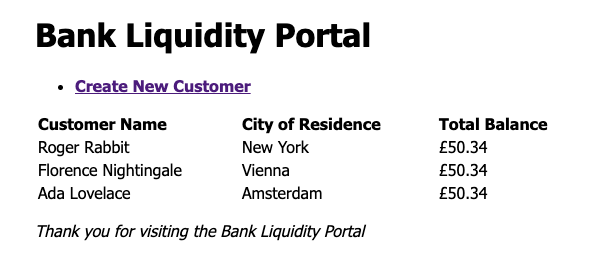 Bank Liquidity Portal
Create New Customer
Customer Name City of Residence Total Balance
Roger Rabbit New York £50.34
Florence Nightingale Vienna £50.34
Ada Lovelace Amsterdam £50.34
Thank you for visiting the Bank Liquidity Portal